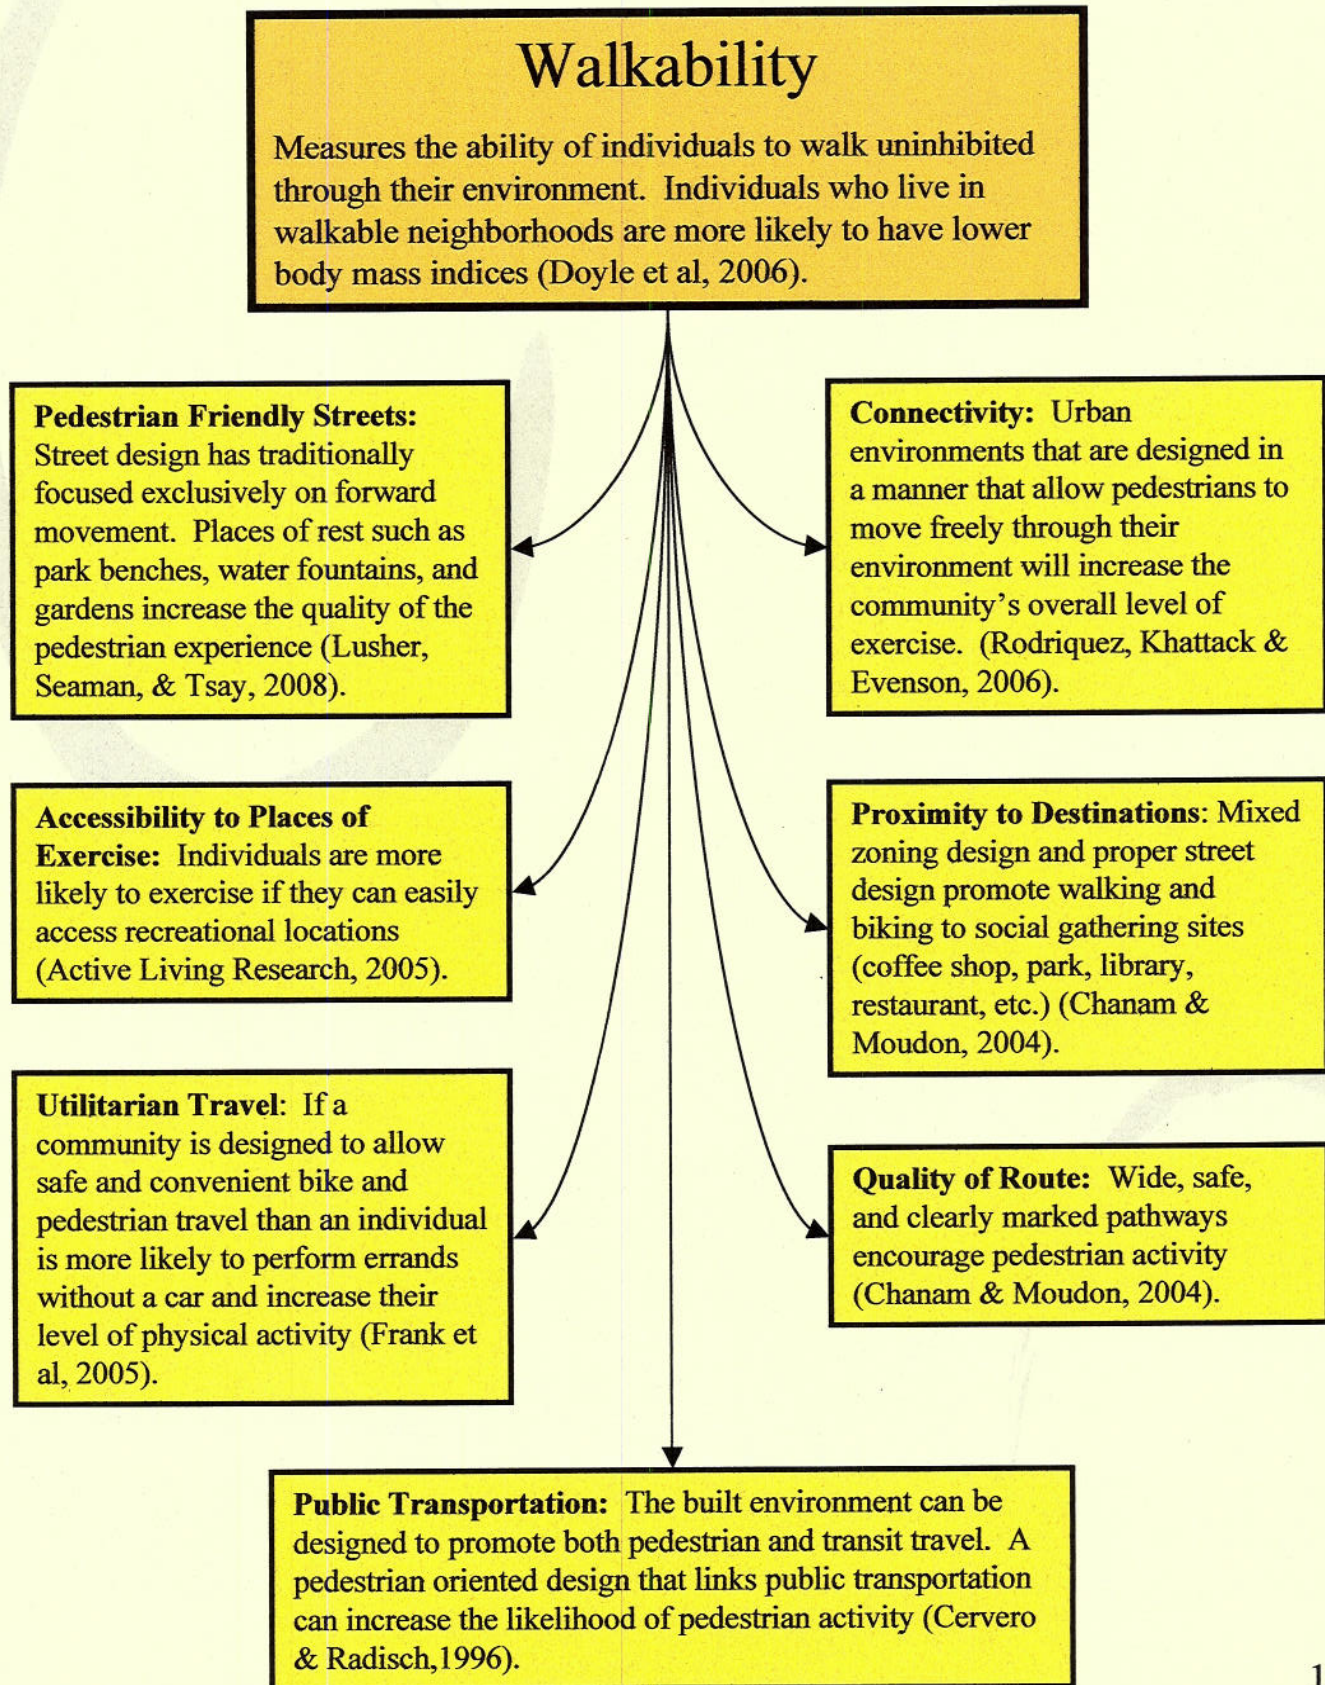 Walkability
Measures the ability of individuals to walk uninhibited
through their environment.  Individuals who live in
walkable neighborhoods are more likely to have lower
body mass indices (Doyle et al, 2006).
Pedestrian Friendly Streets:
Street design has traditionally
focused exclusively on forward
movement.  Places of rest such as
park benches, water fountains, and
gardens increase the quality of the
pedestrian experience (Lusher,
Seaman, & Tsay, 2008).
Connectivity:  Urban
environments that are designed in
a manner that allow pedestrians to
move freely through their
environment will increase the
community’s overall level of
exercise.  (Rodriquez, Khattack &
Evenson, 2006).
Accessibility to Places of
Exercise:  Individuals are more
likely to exercise if they can easily
access recreational locations
(Active Living Research, 2005).
Proximity to Destinations: Mixed
zoning design and proper street
design promote walking and
biking to social gathering sites
(coffee shop, park, library,
restaurant, etc.) (Chanam &
Moudon, 2004).
Utilitarian Travel:  If a
community is designed to allow
safe and convenient bike and
pedestrian travel than an individual
is more likely to perform errands
without a car and increase their
level of physical activity (Frank et
al, 2005).
Quality of Route:  Wide, safe,
and clearly marked pathways
encourage pedestrian activity
(Chanam & Moudon, 2004).
Public Transportation:  The built environment can be
designed to promote both pedestrian and transit travel.  A
pedestrian oriented design that links public transportation
can increase the likelihood of pedestrian activity (Cervero
& Radisch,1996).
1